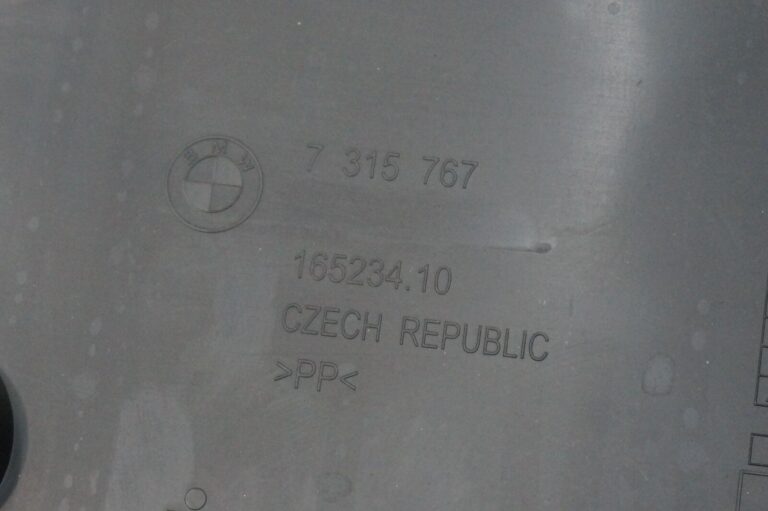 BMW
7 315 767
165234.10
CZECH REPUBLIC
>PP<